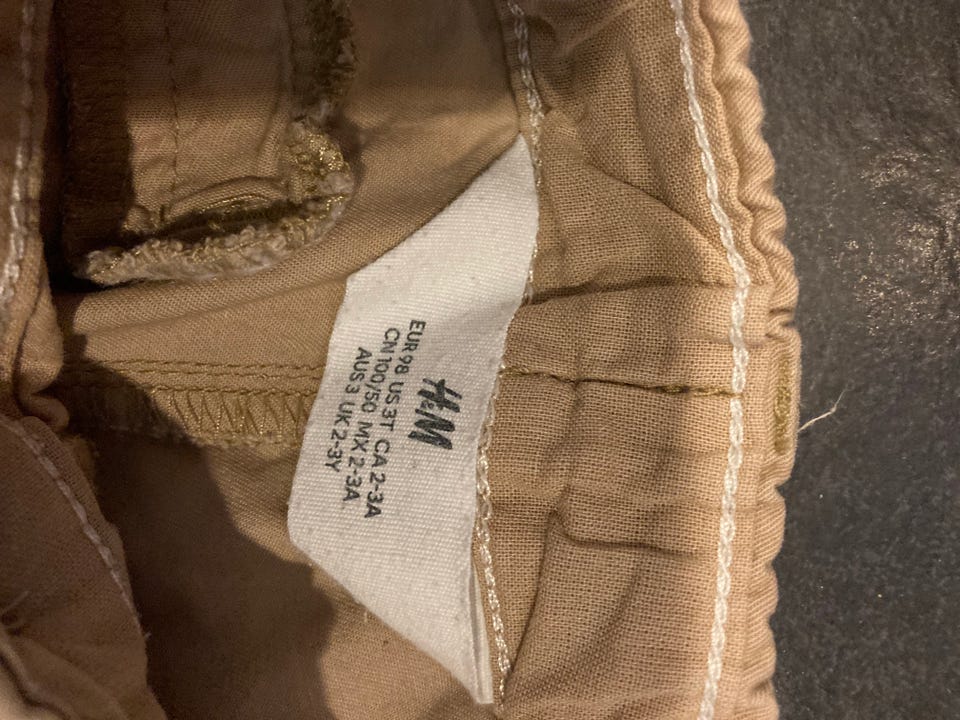 H&M
EUR 98 US 3T CA 2-3A
CN 100/50 MX 2-3A
AUS 3 UK 2-3Y